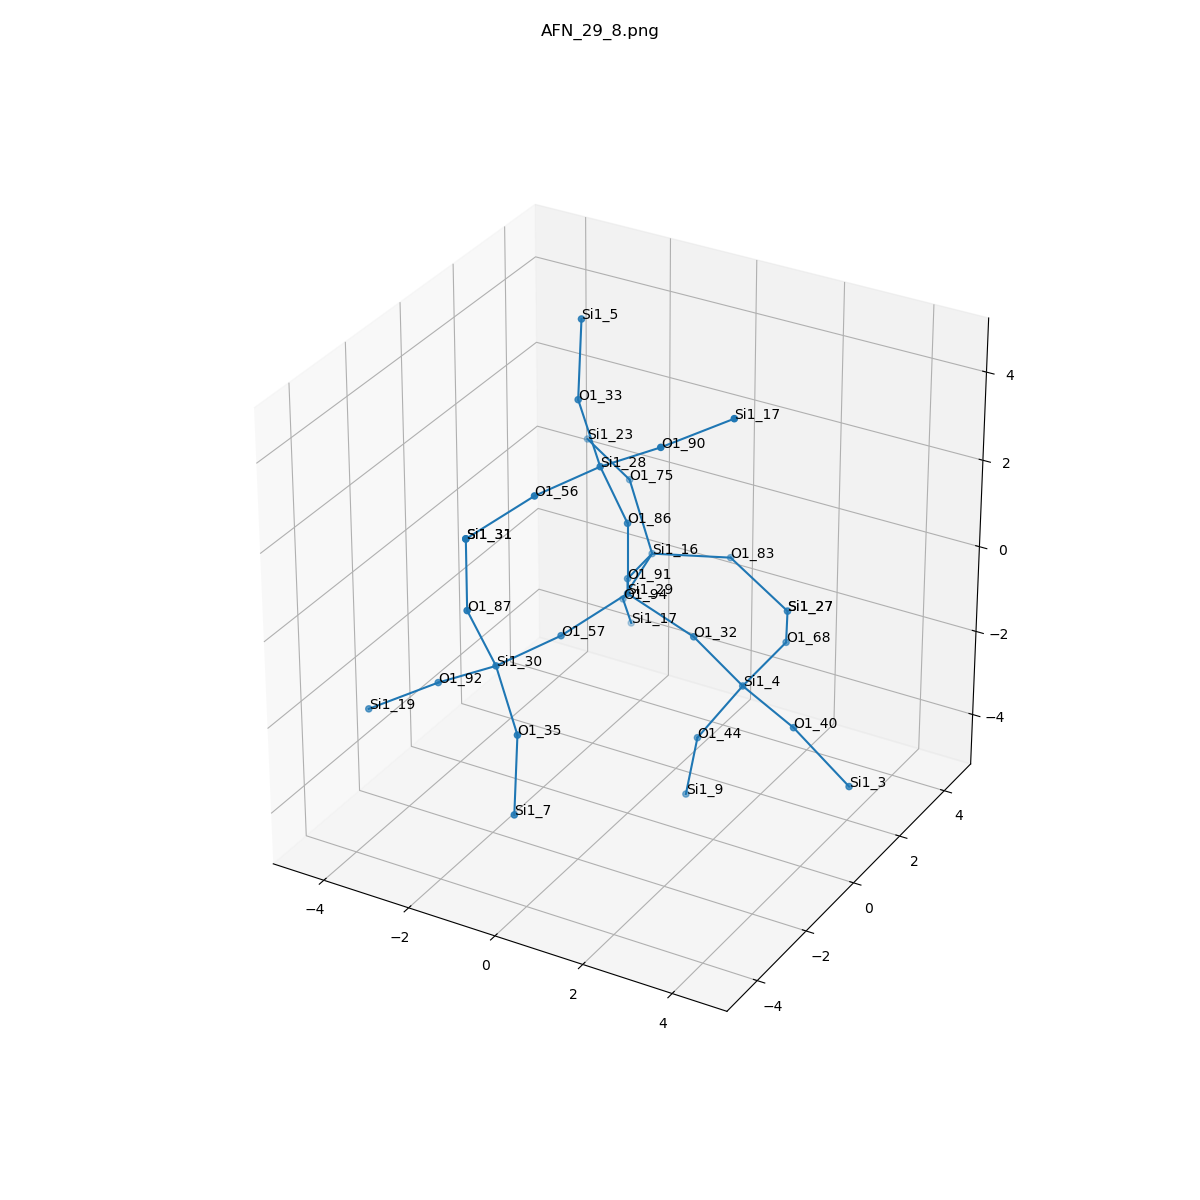 AFN_29_8.png
Si1_5
O1_33
Si1_17
Si1_23
O1_90
Si1_28
O1_75
O1_56
O1_86
Si1_31
Si1_16
O1_83
O1_91
Si1_29
O1_94
O1_87
Si1_27
Si1_17
O1_57
O1_32
O1_68
Si1_30
O1_92
Si1_4
Si1_19
O1_35
O1_44
O1_40
Si1_9
Si1_3
Si1_7
4
2
0
−2
−4
4
2
0
−2
−4
−4
−2
0
2
4